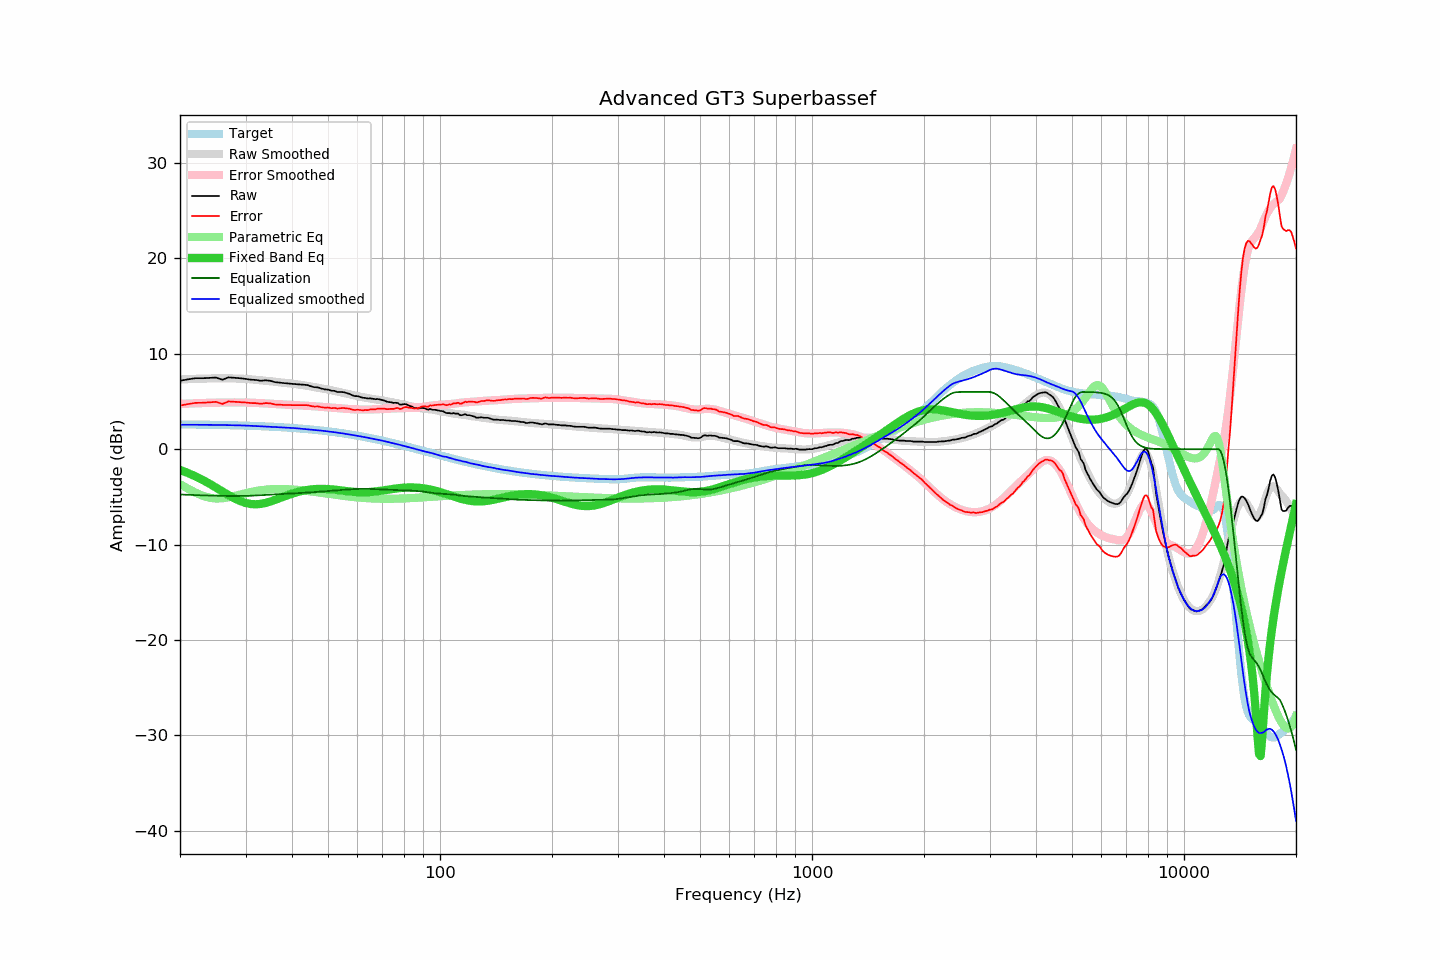 Advanced GT3 Superbassef
Target
Raw Smoothed
Error Smoothed
Raw
Error
Parametric Eq
Fixed Band Eq
Equalization
Equalized smoothed
30
20
10
0
−10
−20
−30
−40
Amplitude (dBr)
100
1000
10000
Frequency (Hz)